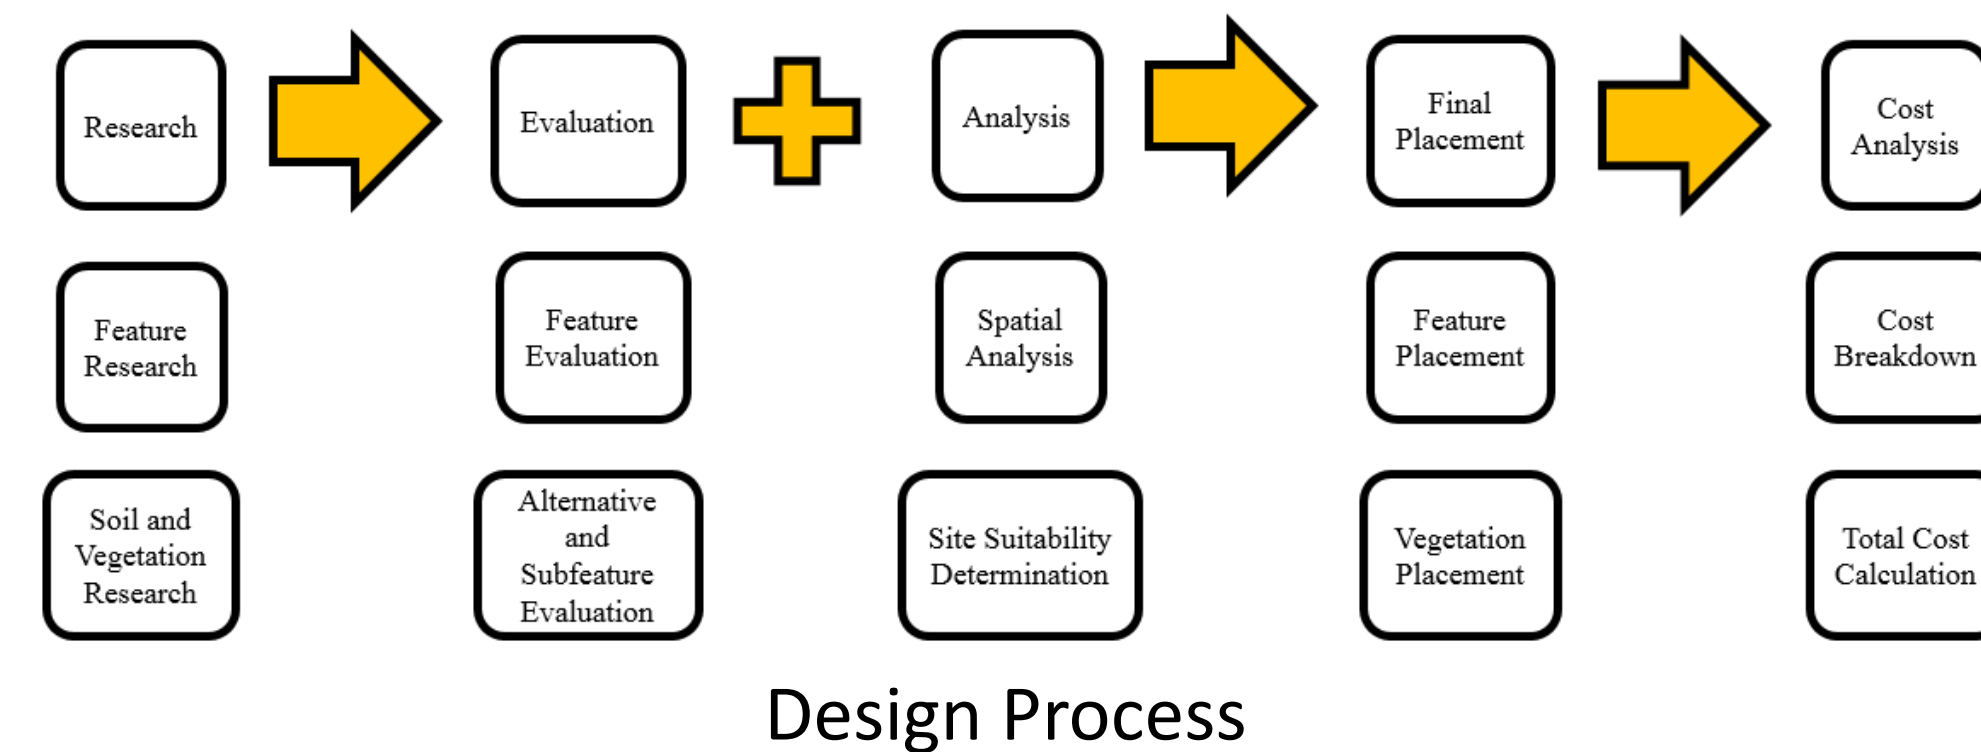 Research
Evaluation
Analysis
Final
Placement
Cost
Analysis
Feature
Research
Feature
Evaluation
Spatial
Analysis
Feature
Placement
Cost
Breakdown
Soil and
Vegetation
Research
Alternative
and
Subfeature
Evaluation
Site Suitability
Determination
Vegetation
Placement
Total Cost
Calculation
Design Process